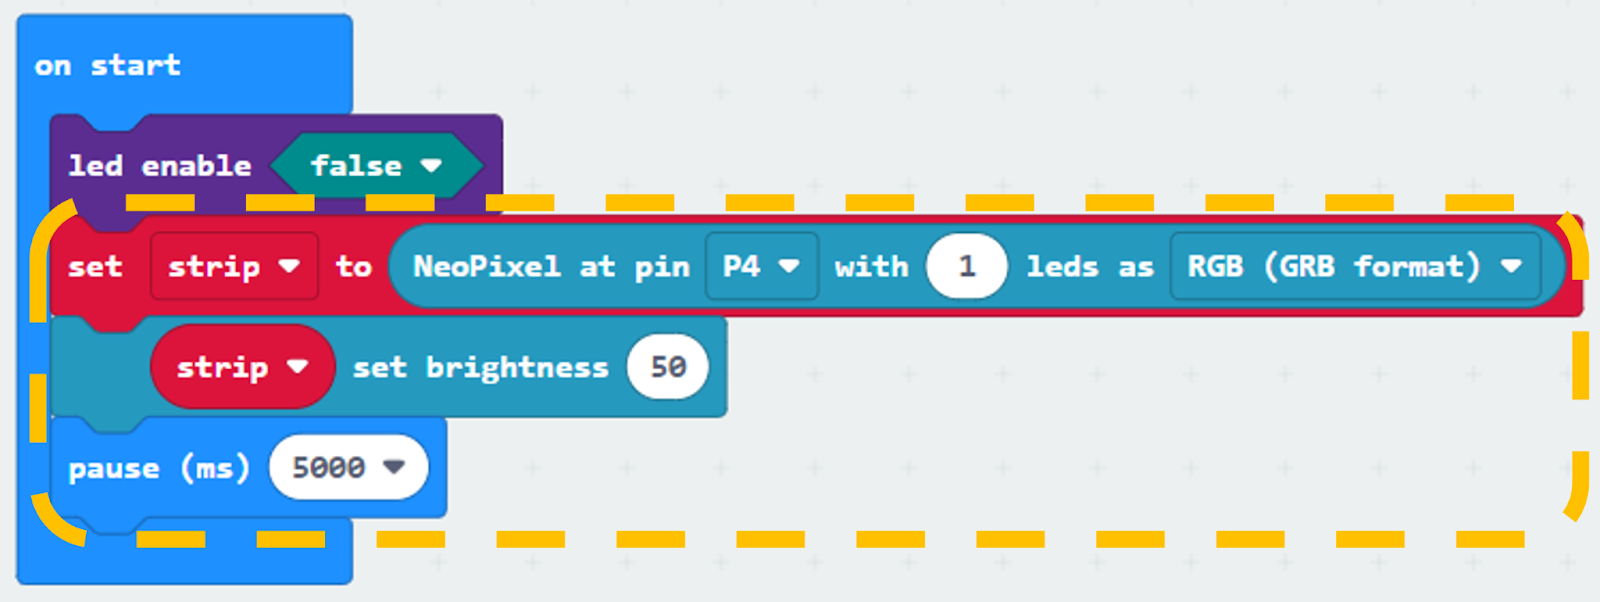 on start
led enable false
set strip to NeoPixel at pin P4 with 1 leds as RGB (GRB format)
strip set brightness 50
pause (ms) 5000